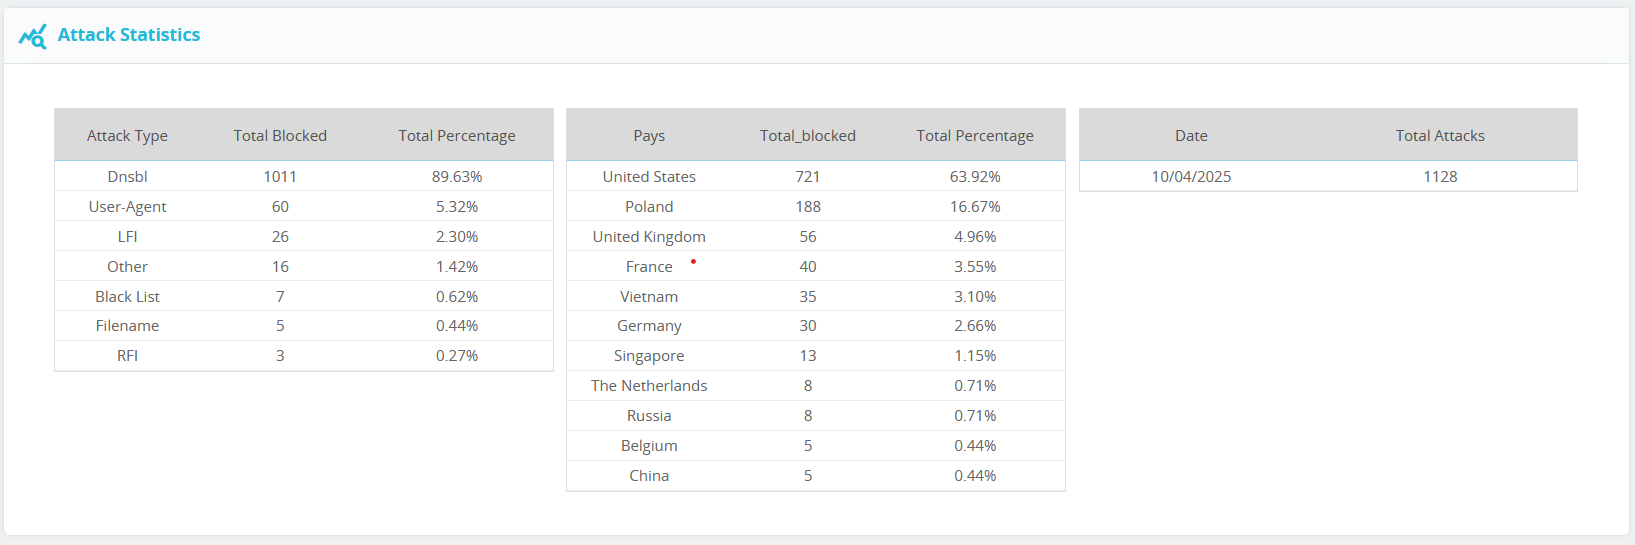 Attack Statistics
Attack Type Total Blocked Total Percentage
Dnsbl 1011 89.63%
User-Agent 60 5.32%
LFI 26 2.30%
Other 16 1.42%
Black List 7 0.62%
Filename 5 0.44%
RFI 3 0.27%
Pays Total_blocked Total Percentage
United States 721 63.92%
Poland 188 16.67%
United Kingdom 56 4.96%
France 40 3.55%
Vietnam 35 3.10%
Germany 30 2.66%
Singapore 13 1.15%
The Netherlands 8 0.71%
Russia 8 0.71%
Belgium 5 0.44%
China 5 0.44%
Date Total Attacks
10/04/2025 1128